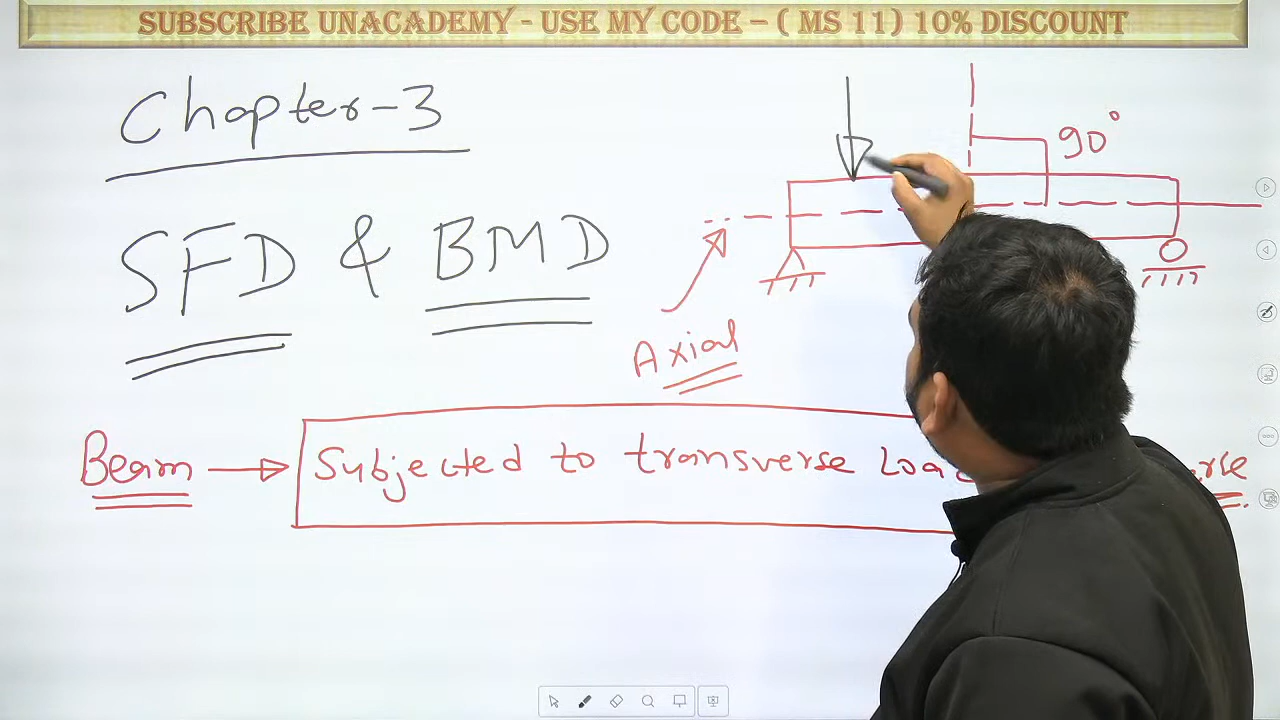 SUBSCRIBE UNACADEMY - USE MY CODE – ( MS 11) 10% DISCOUNT
Chapter-3
90°
SFD & BMD
Axial
Beam → Subjected to transverse